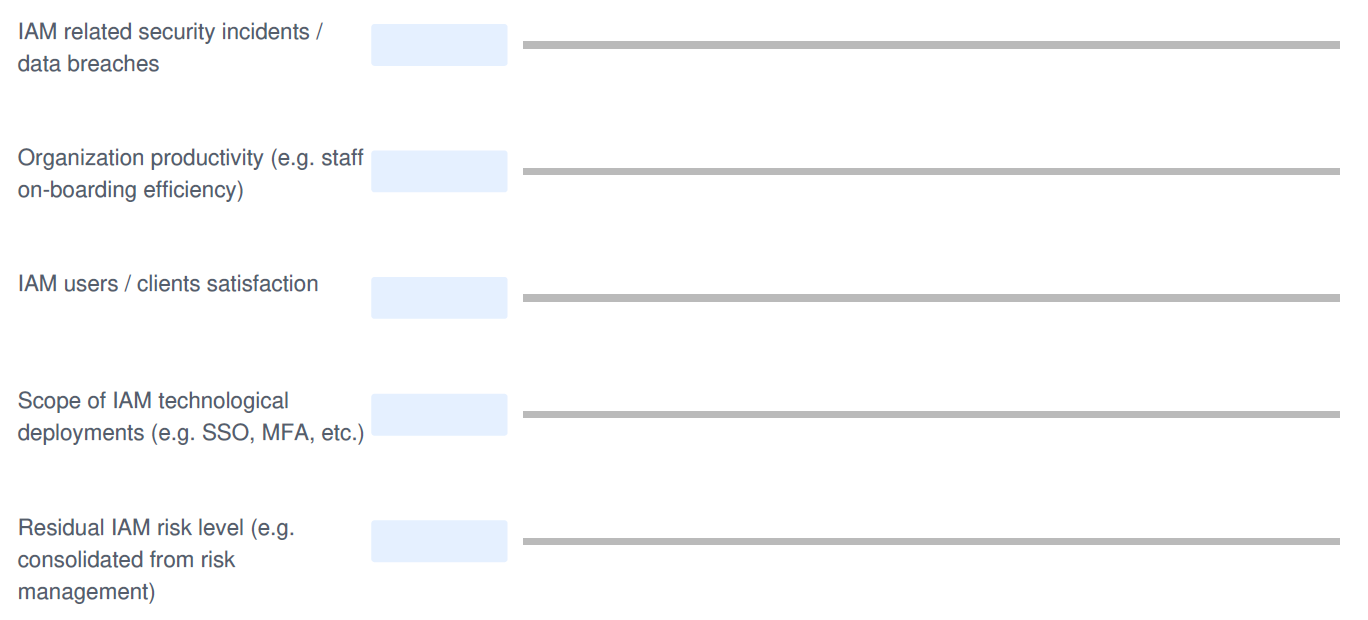 IAM related security incidents /
data breaches
Organization productivity (e.g. staff
on-boarding efficiency)
IAM users / clients satisfaction
Scope of IAM technological
deployments (e.g. SSO, MFA, etc.)
Residual IAM risk level (e.g.
consolidated from risk
management)